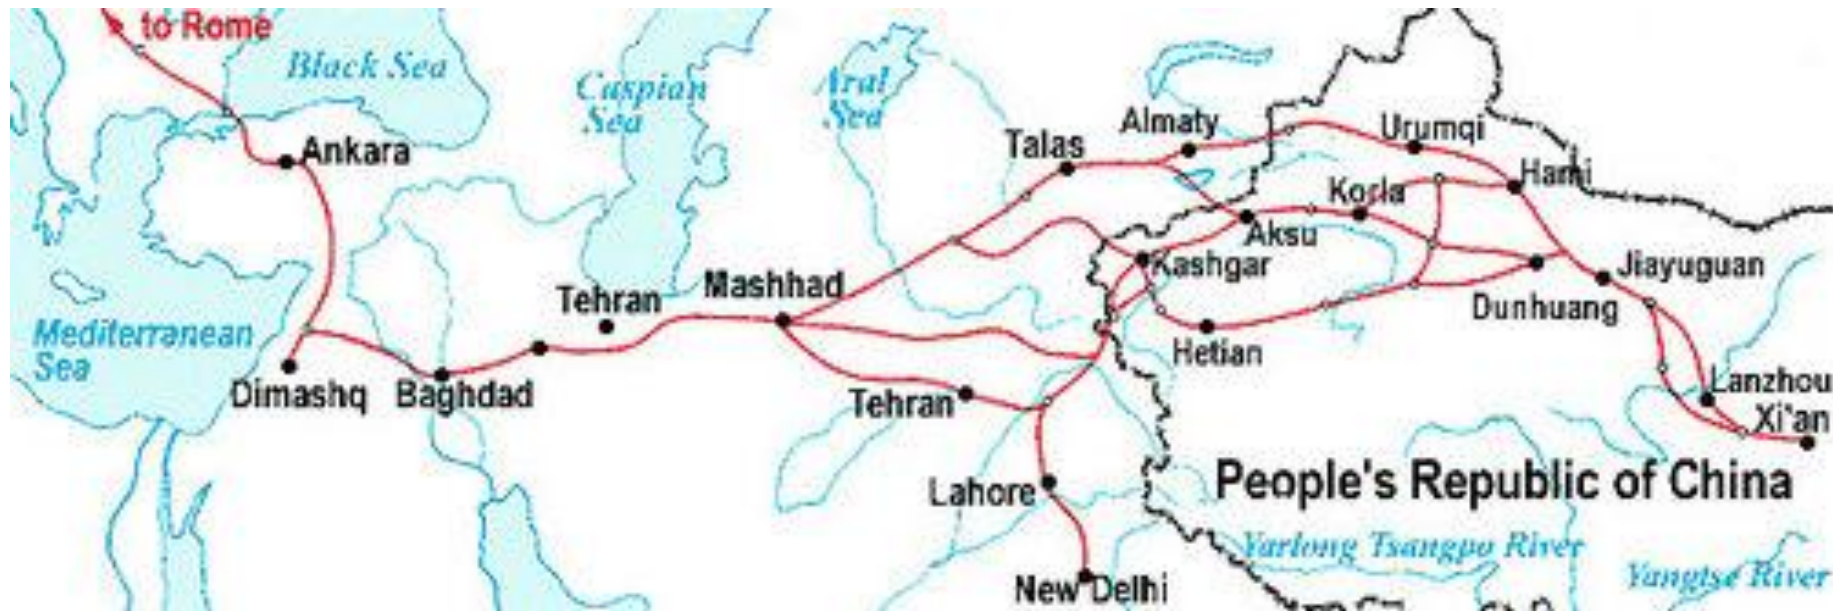 to Rome
Black Sea
Caspian
Sea
Aral
Sea
Almaty
Urumqi
Talas
Ankara
Hami
Korla
Aksu
Kashgar
Jiayuguan
Mashhad
Tehran
Dunhuang
Mediterranean
Sea
Hetian
Dimashq
Baghdad
Tehran
Lanzhou
Xi'an
Lahore
People's Republic of China
Yarlong Tsangpo River
New Delhi
Yangtse River